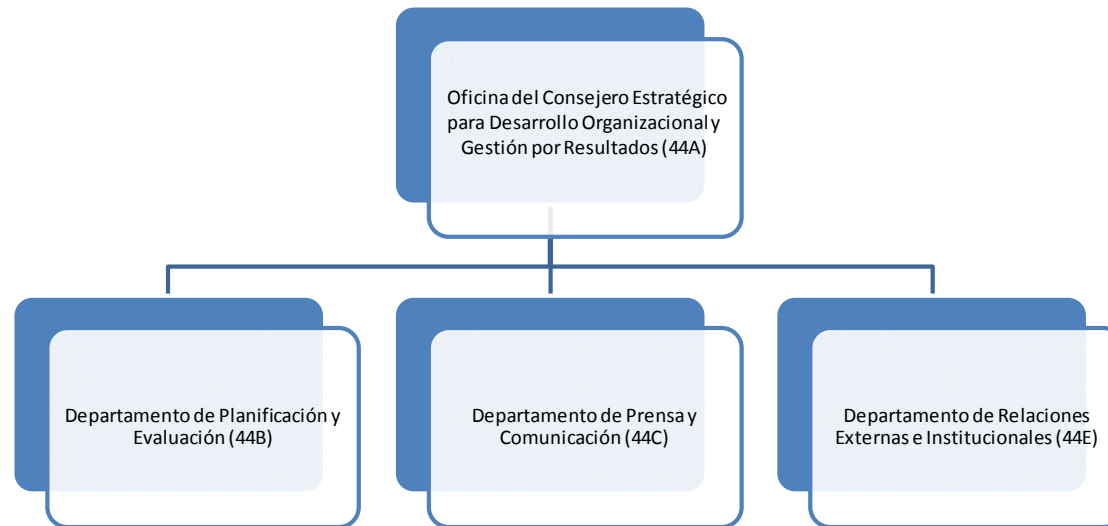 Oficina del Consejero Estratégico
para Desarrollo Organizacional y
Gestión por Resultados (44A)
Departamento de Planificación y
Evaluación (44B)
Departamento de Prensa y
Comunicación (44C)
Departamento de Relaciones
Externas e Institucionales (44E)